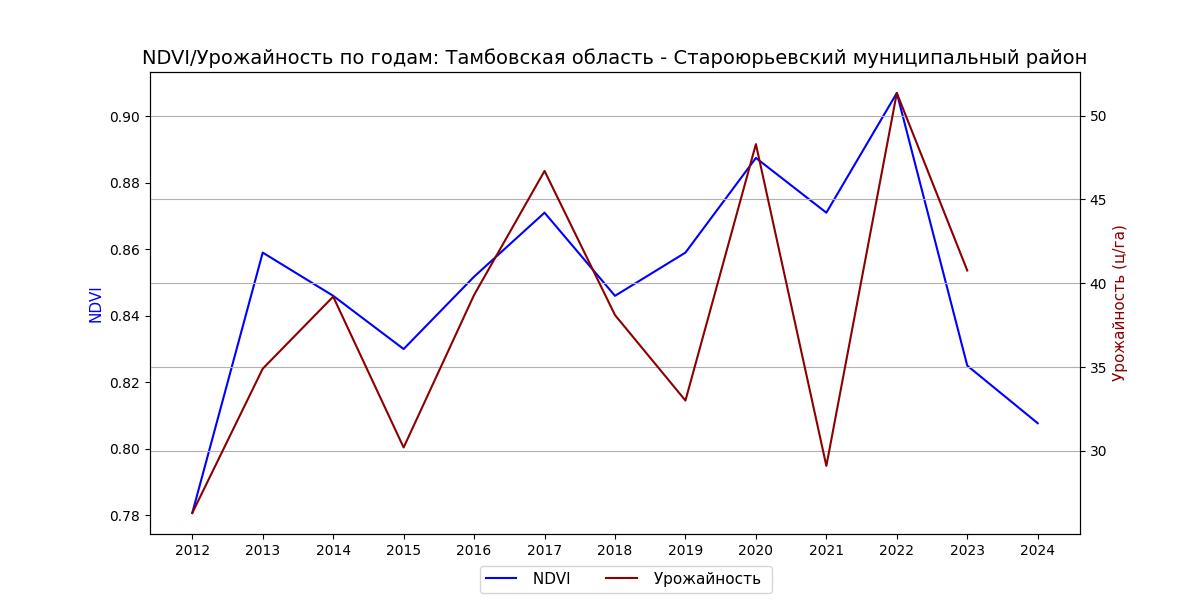 NDVI/Урожайность по годам: Тамбовская область - Староюрьевский муниципальный район
0.90
0.88
0.86
0.84
0.82
0.80
0.78
NDVI
50
45
40
35
30
Урожайность (ц/га)
2012 2013 2014 2015 2016 2017 2018 2019 2020 2021 2022 2023 2024
NDVI Урожайность